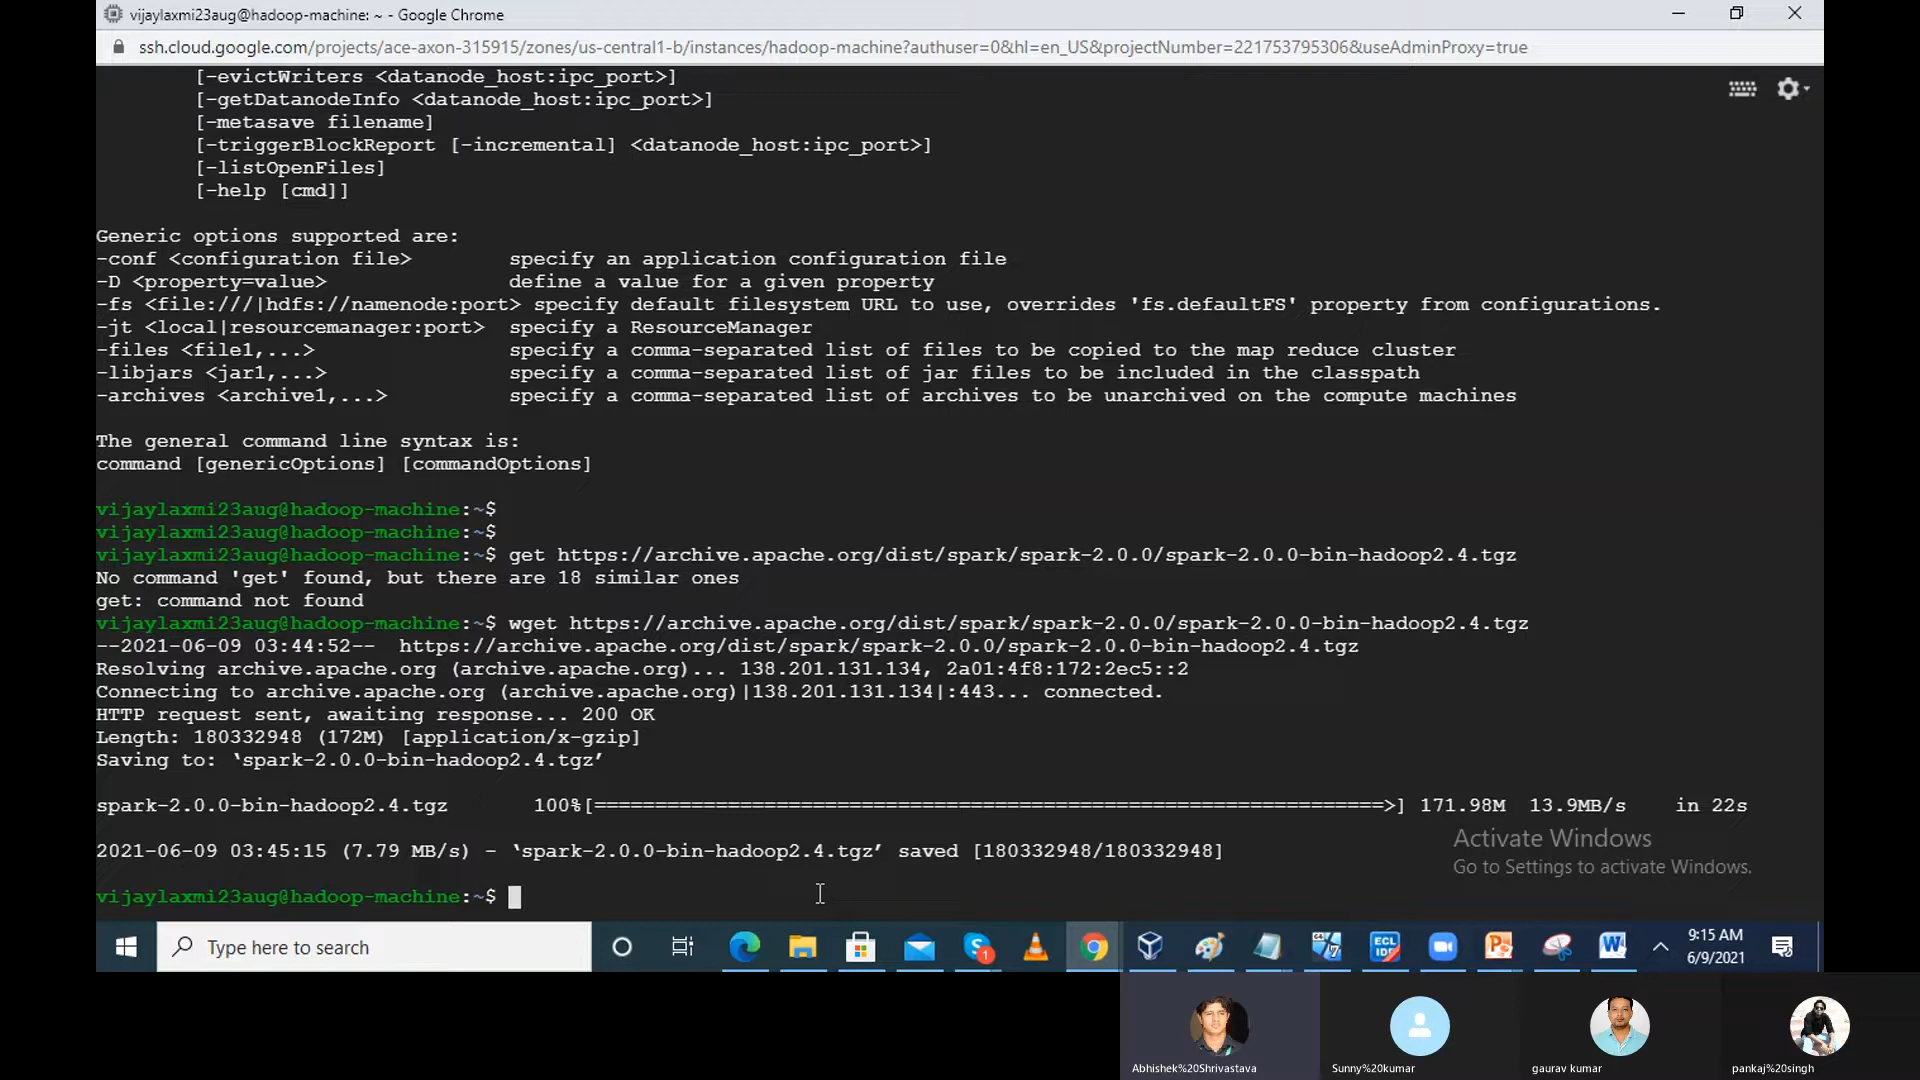 vijaylaxmi23aug@hadoop-machine: ~ - Google Chrome
ssh.cloud.google.com/projects/ace-axon-315915/zones/us-central1-b/instances/hadoop-machine?authuser=0&hl=en_US&projectNumber=221753795306&useAdminProxy=true
[-evictWriters <datanode_host:ipc_port>]
[-getDatanodeInfo <datanode_host:ipc_port>]
[-metasave filename]
[-triggerBlockReport [-incremental] <datanode_host:ipc_port>]
[-listOpenFiles]
[-help [cmd]]
Generic options supported are:
-conf <configuration file>        specify an application configuration file
-D <property=value>               define a value for a given property
-fs <file:///|hdfs://namenode:port> specify default filesystem URL to use, overrides 'fs.defaultFS' property from configurations.
-jt <local|resourcemanager:port>  specify a ResourceManager
-files <file1,...>                specify a comma-separated list of files to be copied to the map reduce cluster
-libjars <jar1,...>               specify a comma-separated list of jar files to be included in the classpath
-archives <archive1,...>          specify a comma-separated list of archives to be unarchived on the compute machines
The general command line syntax is:
command [genericOptions] [commandOptions]
vijaylaxmi23aug@hadoop-machine:~$
vijaylaxmi23aug@hadoop-machine:~$
vijaylaxmi23aug@hadoop-machine:~$ get https://archive.apache.org/dist/spark/spark-2.0.0/spark-2.0.0-bin-hadoop2.4.tgz
No command 'get' found, but there are 18 similar ones
get: command not found
vijaylaxmi23aug@hadoop-machine:~$ wget https://archive.apache.org/dist/spark/spark-2.0.0/spark-2.0.0-bin-hadoop2.4.tgz
--2021-06-09 03:44:52--  https://archive.apache.org/dist/spark/spark-2.0.0/spark-2.0.0-bin-hadoop2.4.tgz
Resolving archive.apache.org (archive.apache.org)... 138.201.131.134, 2a01:4f8:172:2ec5::2
Connecting to archive.apache.org (archive.apache.org)|138.201.131.134|:443... connected.
HTTP request sent, awaiting response... 200 OK
Length: 180332948 (172M) [application/x-gzip]
Saving to: ‘spark-2.0.0-bin-hadoop2.4.tgz’
spark-2.0.0-bin-hadoop2.4.tgz       100%[=================================================================>] 171.98M  13.9MB/s    in 22s
2021-06-09 03:45:15 (7.79 MB/s) - ‘spark-2.0.0-bin-hadoop2.4.tgz’ saved [180332948/180332948]
Activate Windows
Go to Settings to activate Windows.
vijaylaxmi23aug@hadoop-machine:~$
Type here to search
9:15 AM
6/9/2021
Abhishek%20Shrivastava
Sunny%20kumar
gaurav kumar
pankaj%20singh